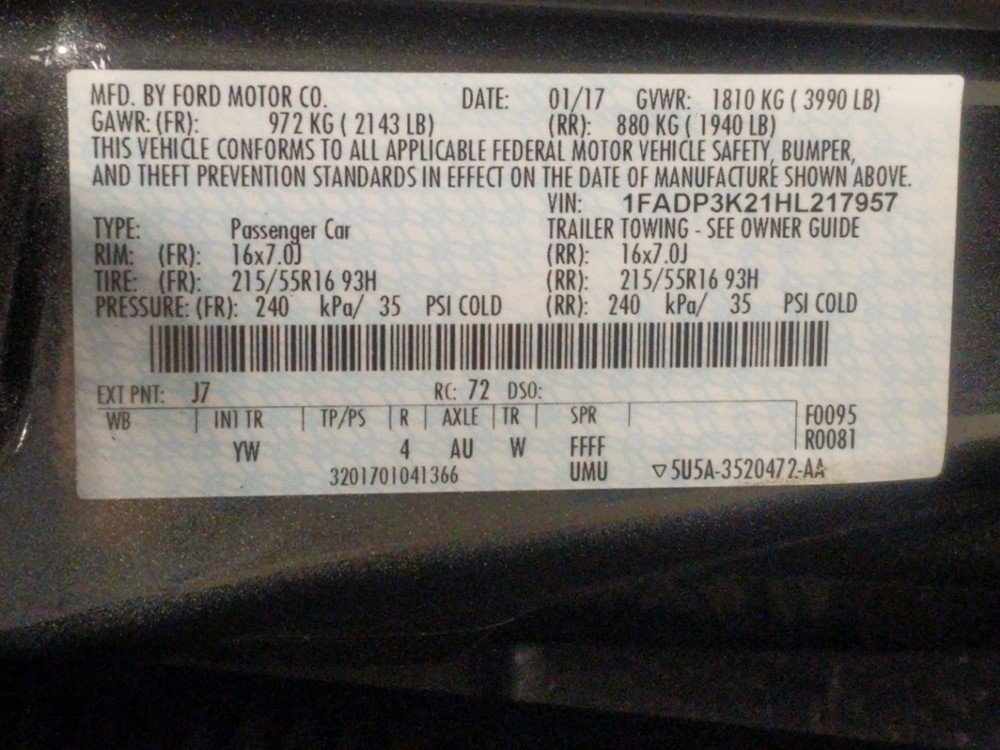 MFD. BY FORD MOTOR CO. DATE: 01/17 GVWR: 1810 KG ( 3990 LB)
GAWR: (FR): 972 KG ( 2143 LB) (RR): 880 KG ( 1940 LB)
THIS VEHICLE CONFORMS TO ALL APPLICABLE FEDERAL MOTOR VEHICLE SAFETY, BUMPER,
AND THEFT PREVENTION STANDARDS IN EFFECT ON THE DATE OF MANUFACTURE SHOWN ABOVE.
VIN: 1FADP3K21HL217957
TYPE: Passenger Car TRAILER TOWING - SEE OWNER GUIDE
RIM: (FR): 16x7.0J (RR): 16x7.0J
TIRE: (FR): 215/55R16 93H (RR): 215/55R16 93H
PRESSURE: (FR): 240 kPa/ 35 PSI COLD (RR): 240 kPa/ 35 PSI COLD
EXT PNT: J7 RC: 72 DSO:
WB | INT TR | TP/PS | R | AXLE | TR | SPR | F0095
R0081
YW 4 AU W FFFF
3201701041366 UMU ▽5U5A-3520472-AA